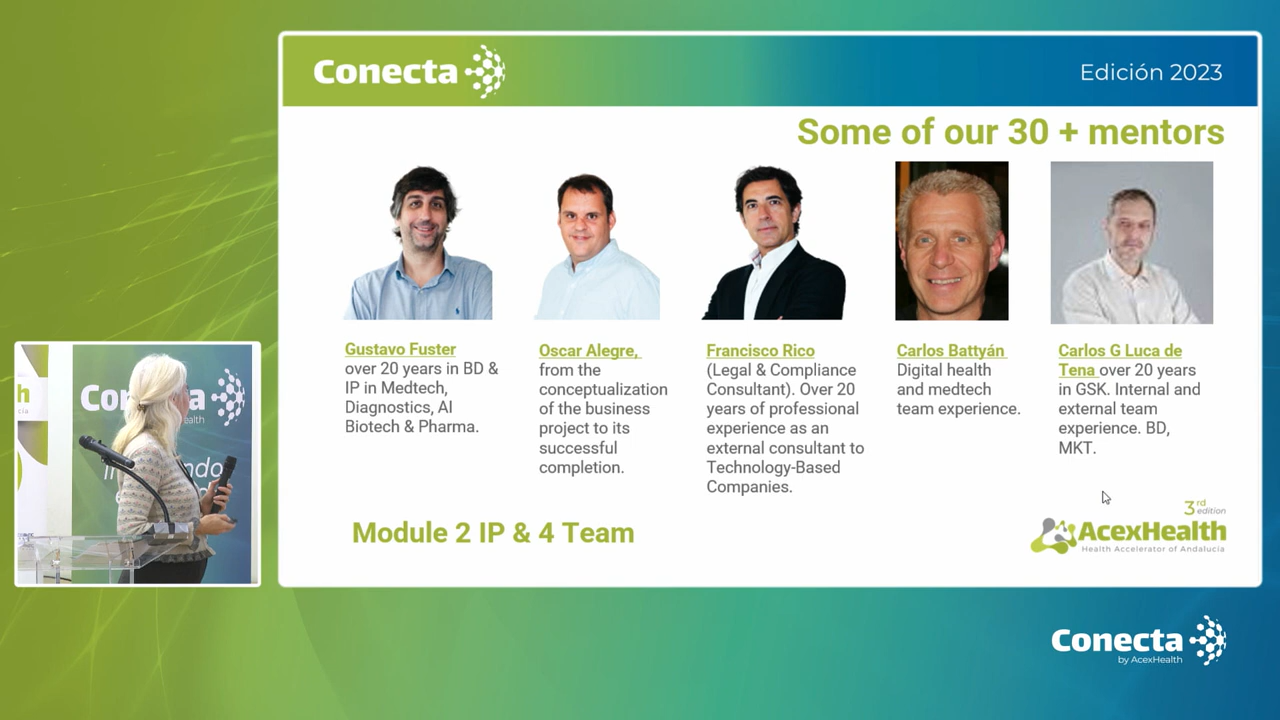 Conecta
Edición 2023
Some of our 30 + mentors
Gustavo Fuster
over 20 years in BD &
IP in Medtech,
Diagnostics, AI
Biotech & Pharma.
Oscar Alegre,
from the
conceptualization
of the business
project to its
successful
completion.
Francisco Rico
(Legal & Compliance
Consultant). Over 20
years of professional
experience as an
external consultant to
Technology-Based
Companies.
Carlos Battyán
Digital health
and medtech
team experience.
Carlos G Luca de
Tena over 20 years
in GSK. Internal and
external team
experience. BD,
MKT.
Module 2 IP & 4 Team
3rd edition
AcexHealth
Health Accelerator of Andalucia
Conecta
by AcexHealth